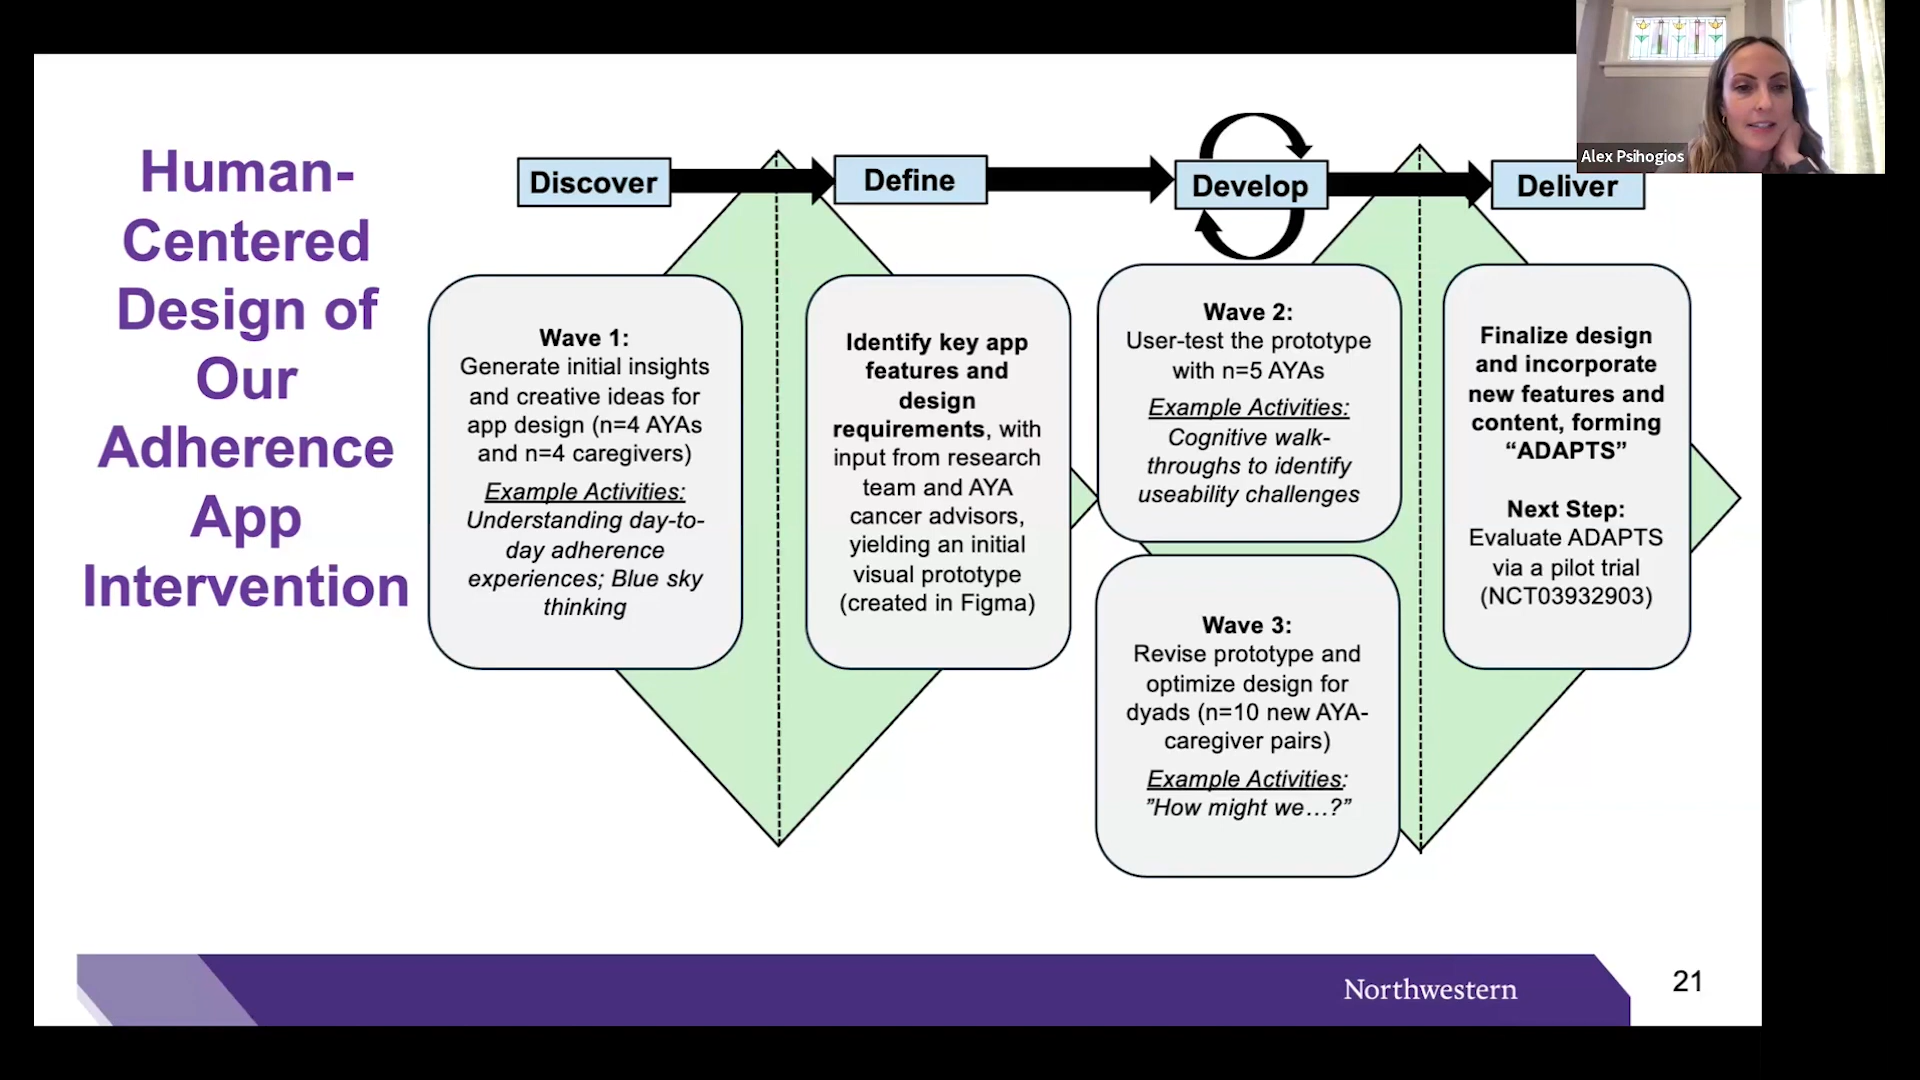 Human-
Centered
Design of
Our
Adherence
App
Intervention
Discover
Define
Develop
Deliver
Wave 1:
Generate initial insights
and creative ideas for
app design (n=4 AYAs
and n=4 caregivers)
Example Activities:
Understanding day-to-
day adherence
experiences; Blue sky
thinking
Identify key app
features and
design
requirements, with
input from research
team and AYA
cancer advisors,
yielding an initial
visual prototype
(created in Figma)
Wave 2:
User-test the prototype
with n=5 AYAs
Example Activities:
Cognitive walk-
throughs to identify
useability challenges
Wave 3:
Revise prototype and
optimize design for
dyads (n=10 new AYA-
caregiver pairs)
Example Activities:
”How might we…?”
Finalize design
and incorporate
new features and
content, forming
“ADAPTS”
Next Step:
Evaluate ADAPTS
via a pilot trial
(NCT03932903)
Alex Psihogios
Northwestern
21